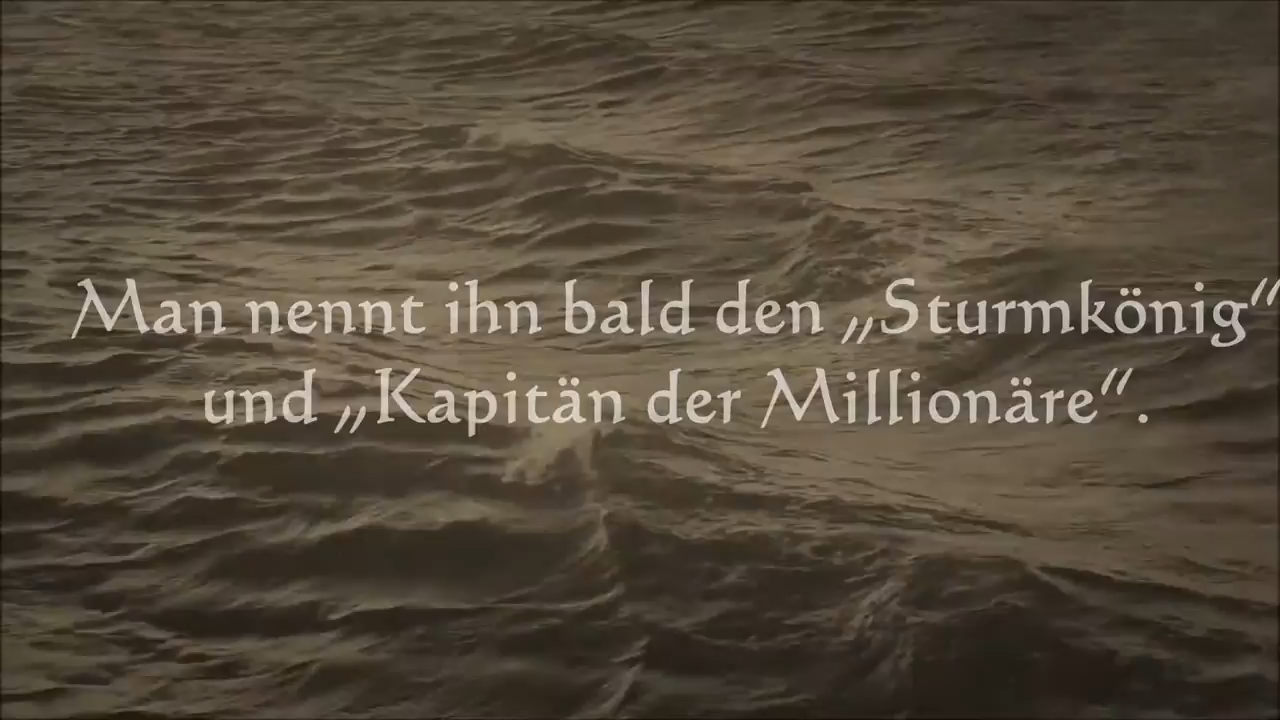 Man nennt ihn bald den „Sturmkönig“
und „Kapitän der Millionäre“.